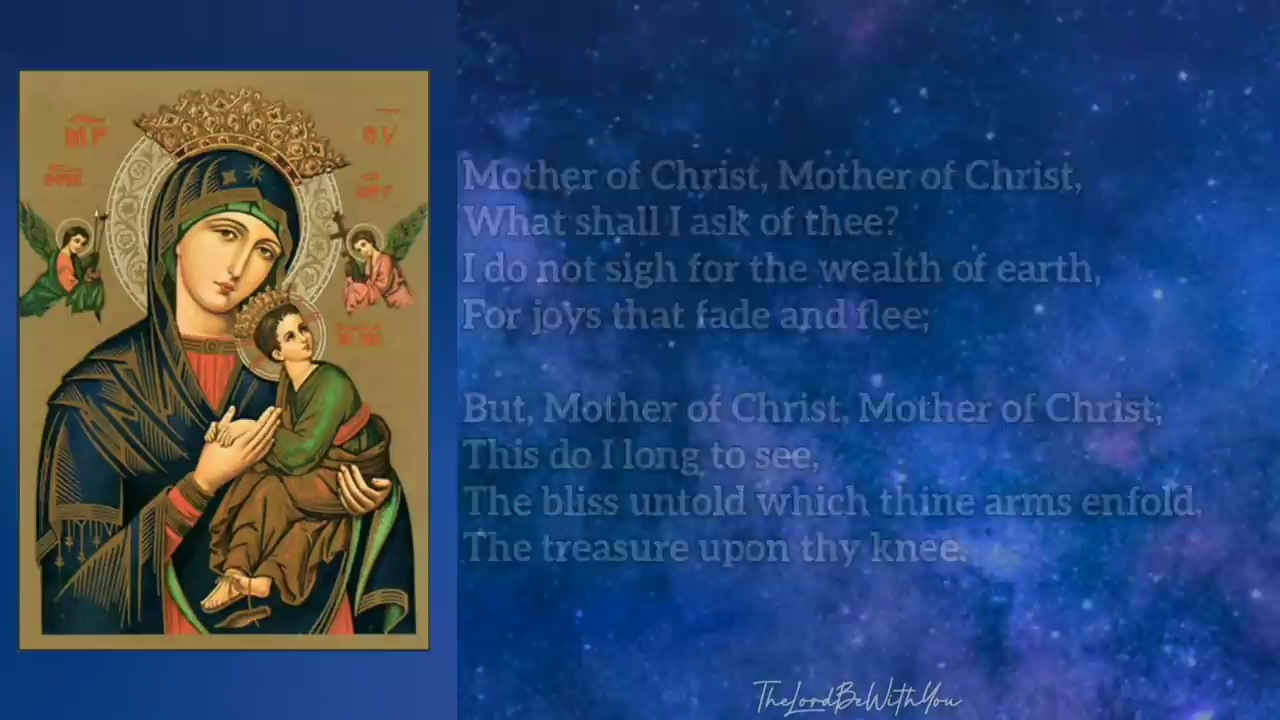 Mother of Christ, Mother of Christ,
What shall I ask of thee?
I do not sigh for the wealth of earth,
For joys that fade and flee;
But, Mother of Christ, Mother of Christ;
This do I long to see,
The bliss untold which thine arms enfold.
The treasure upon thy knee.
TheLordBeWithYou